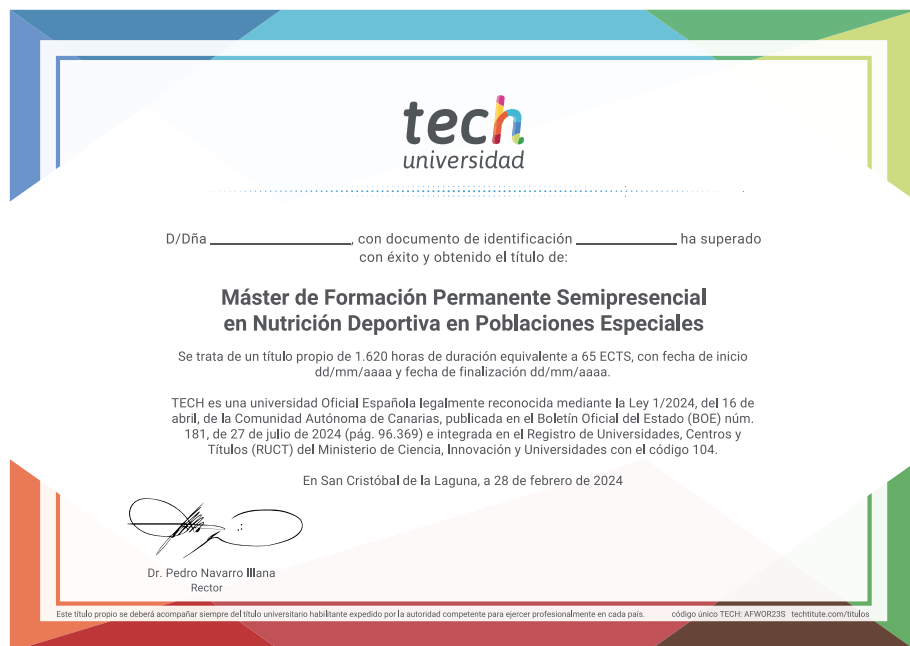 tech
universidad
D/Dña ________________, con documento de identificación ____________ ha superado
con éxito y obtenido el título de:
Máster de Formación Permanente Semipresencial
en Nutrición Deportiva en Poblaciones Especiales
Se trata de un título propio de 1.620 horas de duración equivalente a 65 ECTS, con fecha de inicio
dd/mm/aaaa y fecha de finalización dd/mm/aaaa.
TECH es una universidad Oficial Española legalmente reconocida mediante la Ley 1/2024, del 16 de
abril, de la Comunidad Autónoma de Canarias, publicada en el Boletín Oficial del Estado (BOE) núm.
181, de 27 de julio de 2024 (pág. 96.369) e integrada en el Registro de Universidades, Centros y
Títulos (RUCT) del Ministerio de Ciencia, Innovación y Universidades con el código 104.
En San Cristóbal de la Laguna, a 28 de febrero de 2024
Dr. Pedro Navarro Illana
Rector
Este título propio se deberá acompañar siempre del título universitario habilitante expedido por la autoridad competente para ejercer profesionalmente en cada país. código único TECH: AFWOR23S techtitute.com/titulos